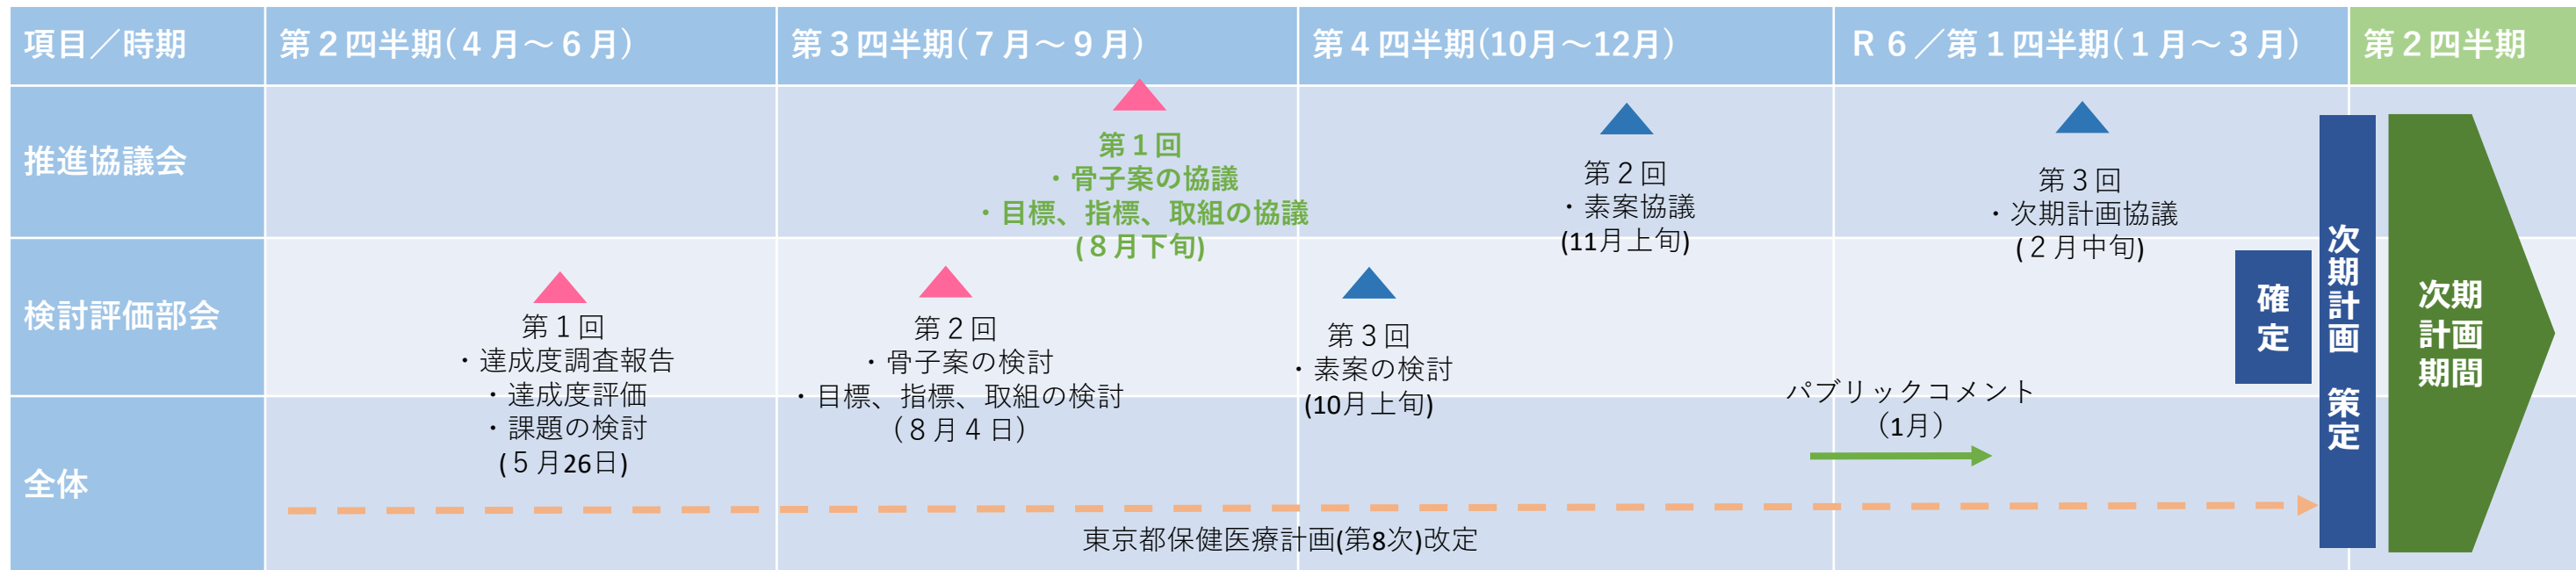 項目／時期
第２四半期(４月～６月)
第３四半期(７月～９月)
第４四半期(10月～12月)
Ｒ６／第１四半期(１月～３月)
第２四半期
推進協議会
第１回
・骨子案の協議
・目標、指標、取組の協議
(８月下旬)
第２回
・素案協議
(11月上旬)
第３回
・次期計画協議
(２月中旬)
検討評価部会
第１回
・達成度調査報告
・達成度評価
・課題の検討
(５月26日)
第２回
・骨子案の検討
・目標、指標、取組の検討
(８月４日)
第３回
・素案の検討
(10月上旬)
確定
全体
パブリックコメント
(1月)
東京都保健医療計画(第8次)改定
次期計画　策定
次期
計画
期間